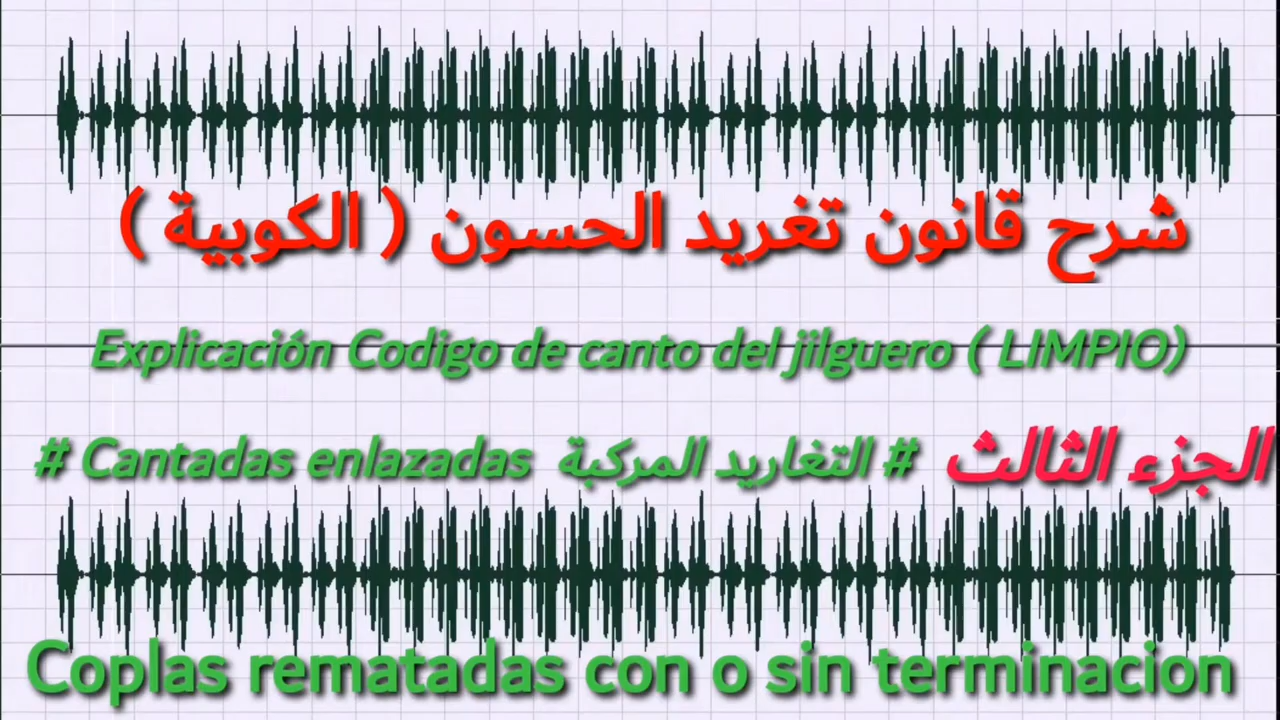 شرح قانون تغريد الحسون ( الكوبية )
Explicación Codigo de canto del jilguero ( LIMPIO)
# Cantadas enlazadas التغاريد المركبة # الجزء الثالث
Coplas rematadas con o sin terminacion